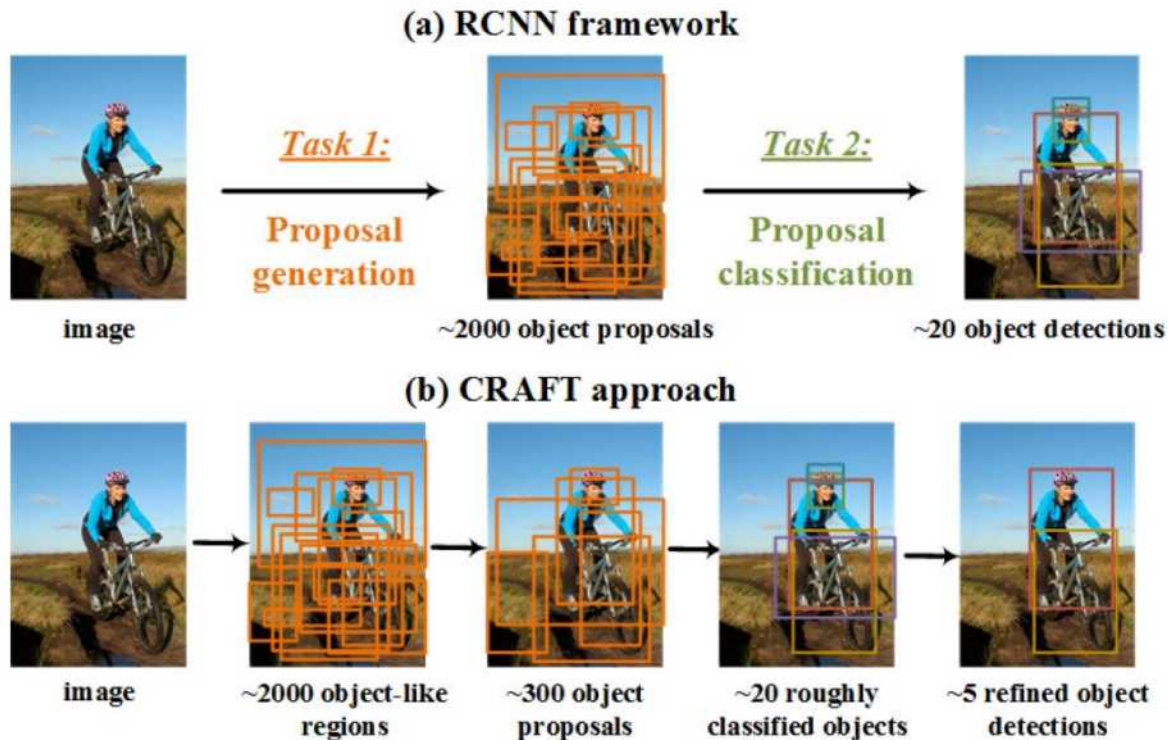 (a) RCNN framework
Task 1:
Proposal
generation
Task 2:
Proposal
classification
image
~2000 object proposals
~20 object detections
(b) CRAFT approach
image
~2000 object-like
regions
~300 object
proposals
~20 roughly
classified objects
~5 refined object
detections